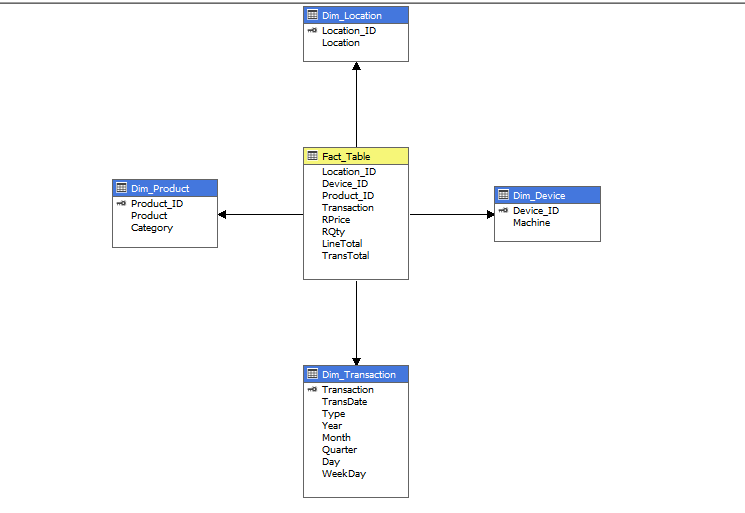 Dim_Location
Location_ID
Location
Fact_Table
Location_ID
Device_ID
Product_ID
Transaction
RPrice
RQty
LineTotal
TransTotal
Dim_Product
Product_ID
Product
Category
Dim_Device
Device_ID
Machine
Dim_Transaction
Transaction
TransDate
Type
Year
Month
Quarter
Day
WeekDay